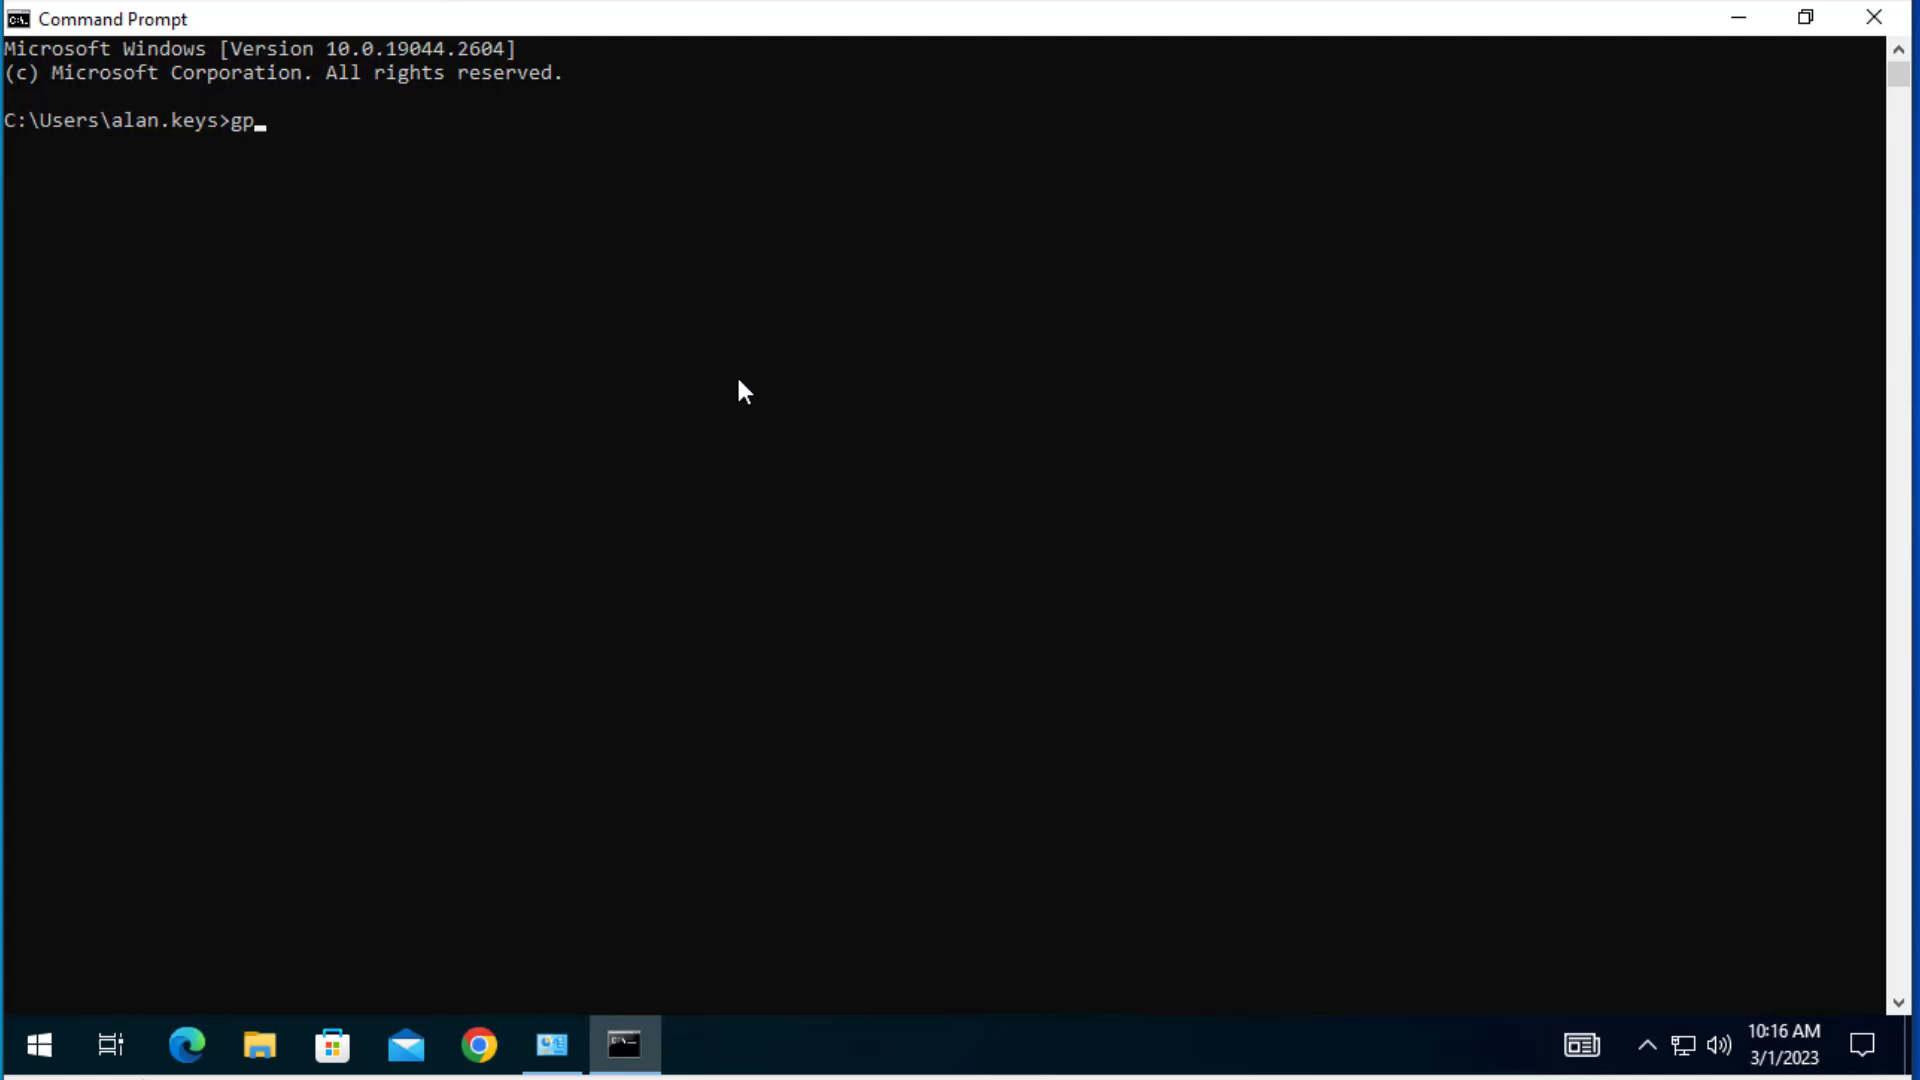 Command Prompt
Microsoft Windows [Version 10.0.19044.2604]
(c) Microsoft Corporation. All rights reserved.
C:\Users\alan.keys>gp
10:16 AM
3/1/2023